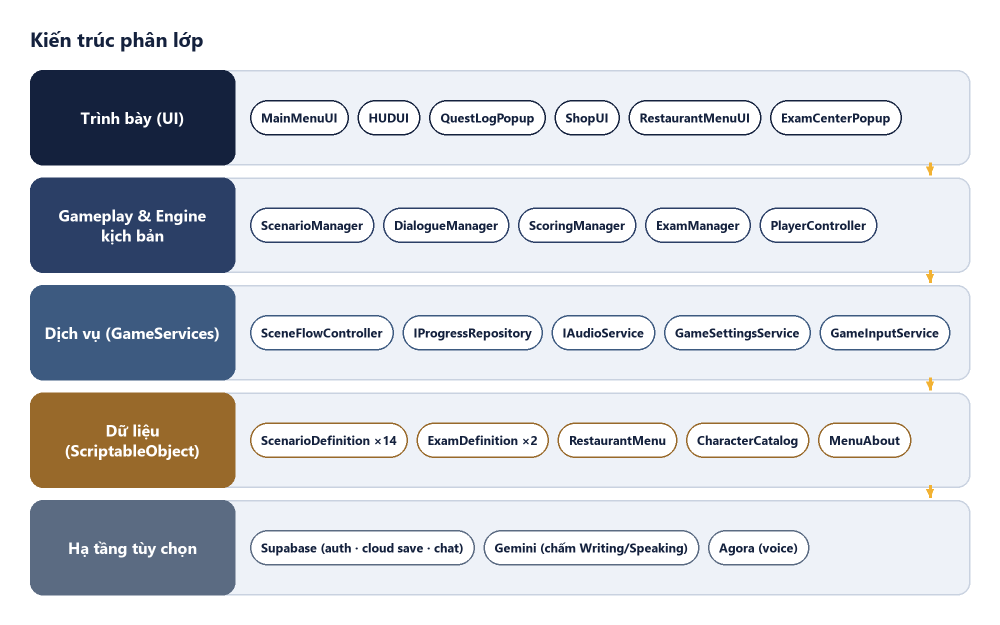 Kiến trúc phân lớp
Trình bày (UI)
MainMenuUI
HUDUI
QuestLogPopup
ShopUI
RestaurantMenuUI
ExamCenterPopup
Gameplay & Engine
kịch bản
ScenarioManager
DialogueManager
ScoringManager
ExamManager
PlayerController
Dịch vụ (GameServices)
SceneFlowController
IProgressRepository
IAudioService
GameSettingsService
GameInputService
Dữ liệu
(ScriptableObject)
ScenarioDefinition ×14
ExamDefinition ×2
RestaurantMenu
CharacterCatalog
MenuAbout
Hạ tầng tùy chọn
Supabase (auth · cloud save · chat)
Gemini (chấm Writing/Speaking)
Agora (voice)